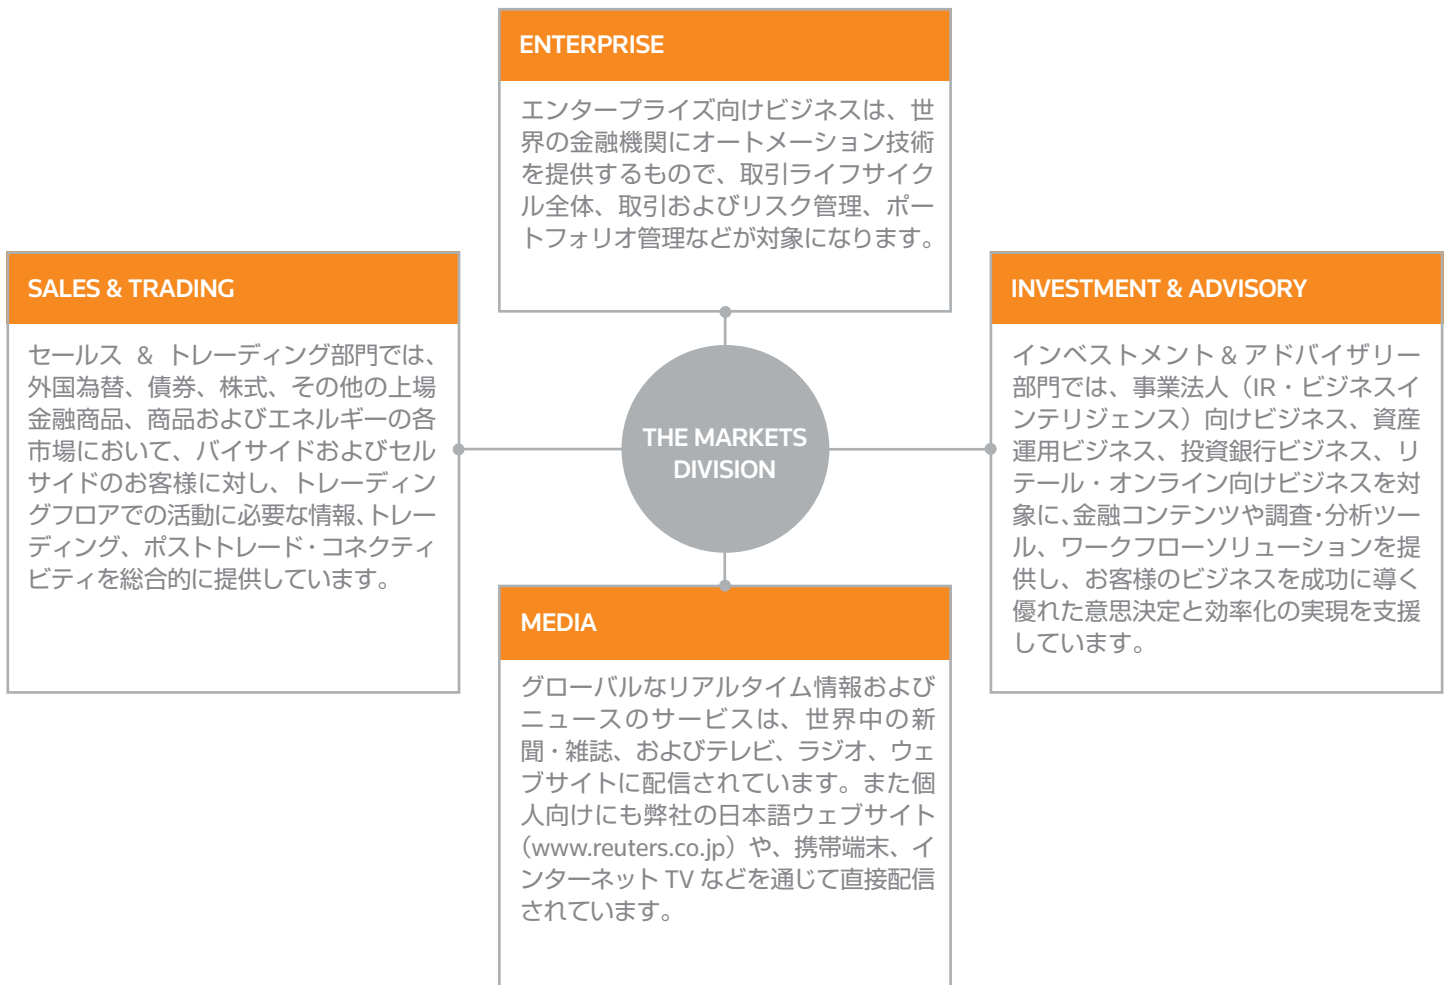 ENTERPRISE
エンタープライズ向けビジネスは、世
界の金融機関にオートメーション技術
を提供するもので、取引ライフサイク
ル全体、取引およびリスク管理、ポー
トフォリオ管理などが対象になります。
SALES & TRADING
セールス & トレーディング部門では、
外国為替、債券、株式、その他の上場
金融商品、商品およびエネルギーの各
市場において、バイサイドおよびセル
サイドのお客様に対し、トレーディン
グフロアでの活動に必要な情報、トレー
ディング、ポストトレード・コネクティ
ビティを総合的に提供しています。
THE MARKETS
DIVISION
INVESTMENT & ADVISORY
インベストメント & アドバイザリー
部門では、事業法人（IR・ビジネスイ
ンテリジェンス）向けビジネス、資産
運用ビジネス、投資銀行ビジネス、リ
テール・オンライン向けビジネスを対
象に、金融コンテンツや調査・分析ツー
ル、ワークフローソリューションを提
供し、お客様のビジネスを成功に導く
優れた意思決定と効率化の実現を支援
しています。
MEDIA
グローバルなリアルタイム情報および
ニュースのサービスは、世界中の新
聞・雑誌、およびテレビ、ラジオ、ウェ
ブサイトに配信されています。また個
人向けにも弊社の日本語ウェブサイト
（www.reuters.co.jp）や、携帯端末、イ
ンターネット TV などを通じて直接配信
されています。